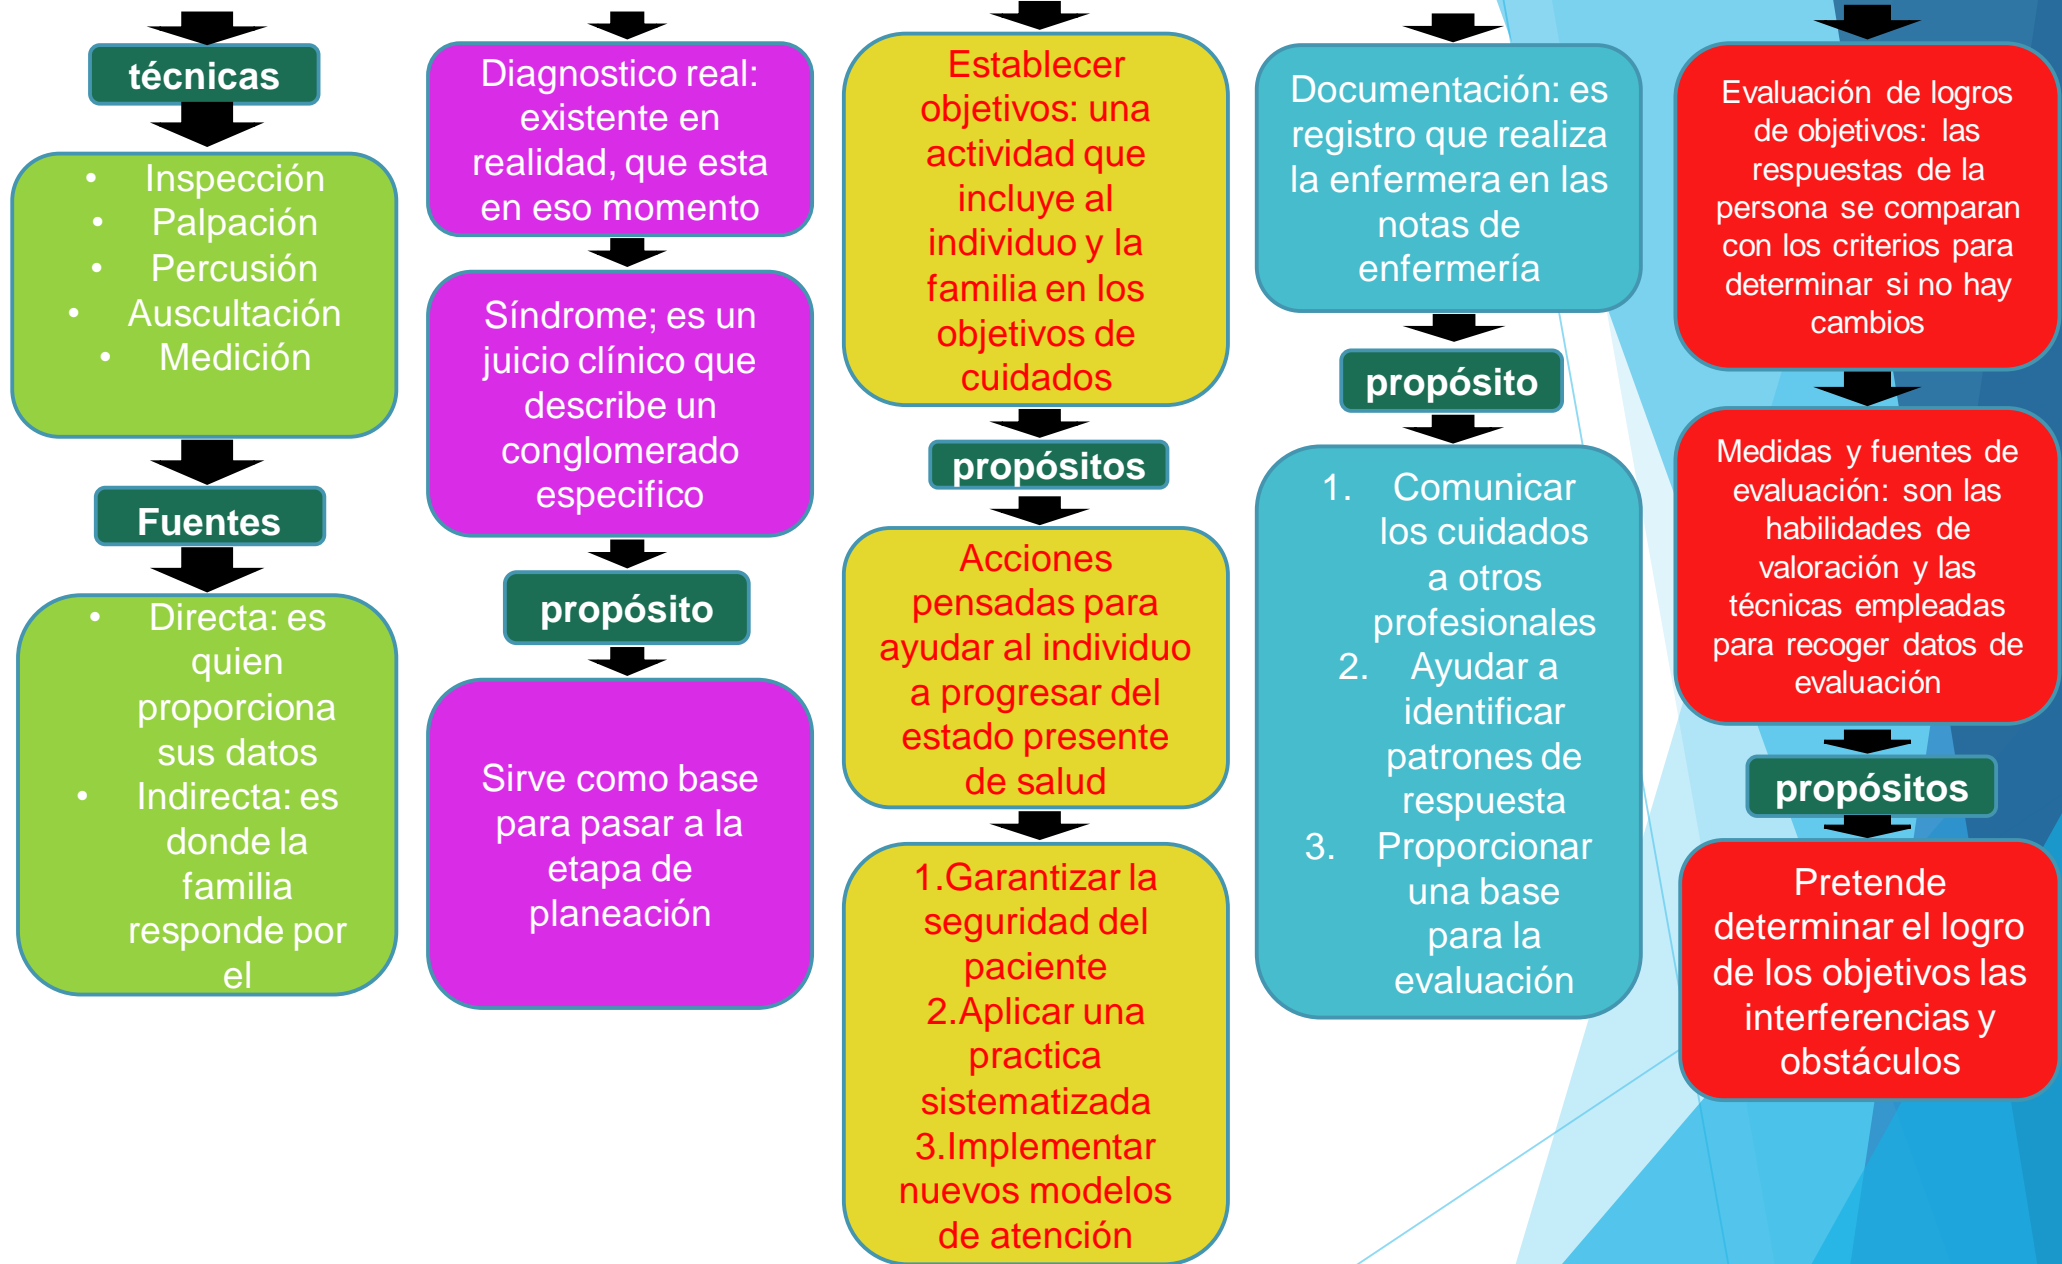 técnicas
• Inspección
• Palpación
• Percusión
• Auscultación
• Medición
Fuentes
• Directa: es
quien
proporciona
sus datos
• Indirecta: es
donde la
familia
responde por
el
Diagnostico real:
existente en
realidad, que esta
en eso momento
Síndrome; es un
juicio clínico que
describe un
conglomerado
especifico
propósito
Sirve como base
para pasar a la
etapa de
planeación
Establecer
objetivos: una
actividad que
incluye al
individuo y la
familia en los
objetivos de
cuidados
propósitos
Acciones
pensadas para
ayudar al individuo
a progresar del
estado presente
de salud
1.Garantizar la
seguridad del
paciente
2.Aplicar una
practica
sistematizada
3.Implementar
nuevos modelos
de atención
Documentación: es
registro que realiza
la enfermera en las
notas de
enfermería
propósito
1. Comunicar
los cuidados
a otros
profesionales
2. Ayudar a
identificar
patrones de
respuesta
3. Proporcionar
una base
para la
evaluación
Evaluación de logros
de objetivos: las
respuestas de la
persona se comparan
con los criterios para
determinar si no hay
cambios
Medidas y fuentes de
evaluación: son las
habilidades de
valoración y las
técnicas empleadas
para recoger datos de
evaluación
propósitos
Pretende
determinar el logro
de los objetivos las
interferencias y
obstáculos